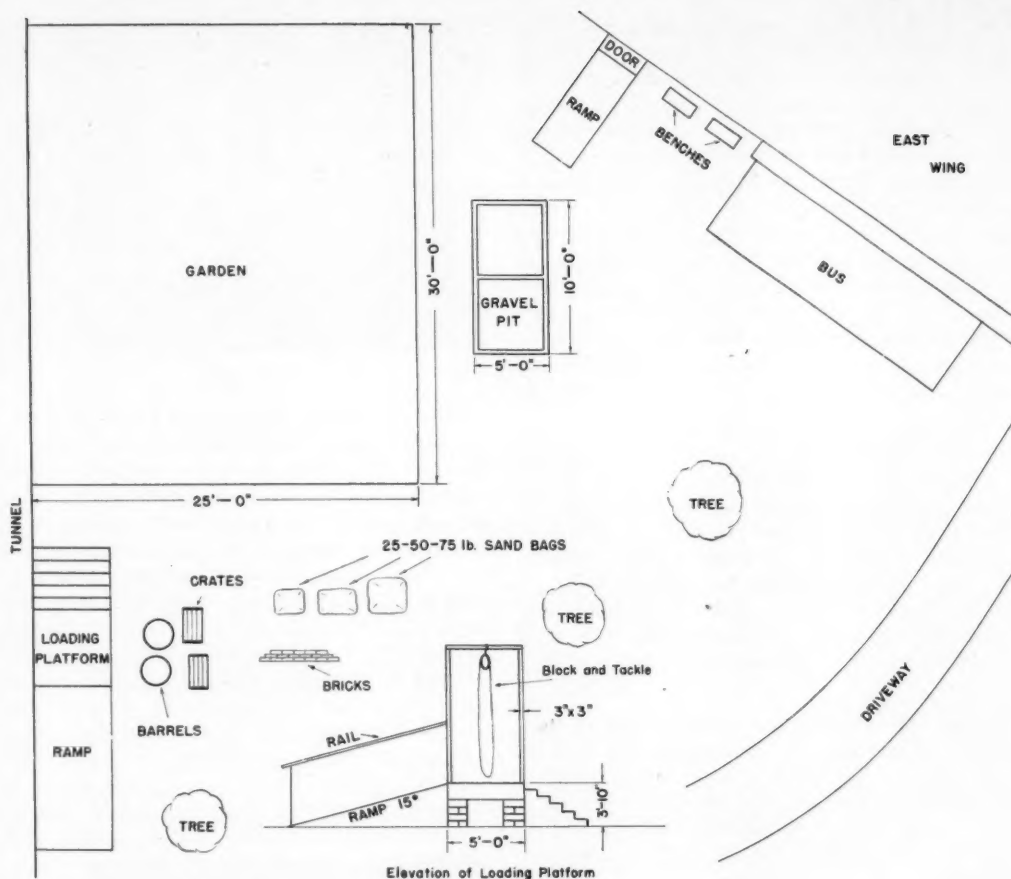 DOOR
RAMP
BENCHES
EAST
WING
BUS
GARDEN
30'—0"
10'—0"
GRAVEL
PIT
5'—0"
25'—0"
TUNNEL
TREE
25-50-75 lb. SAND BAGS
CRATES
TREE
LOADING
PLATFORM
BRICKS
Block and Tackle
3"x3"
BARRELS
RAIL
DRIVEWAY
RAMP
RAMP 15°
3'-10"
TREE
5'-0"
Elevation of Loading Platform